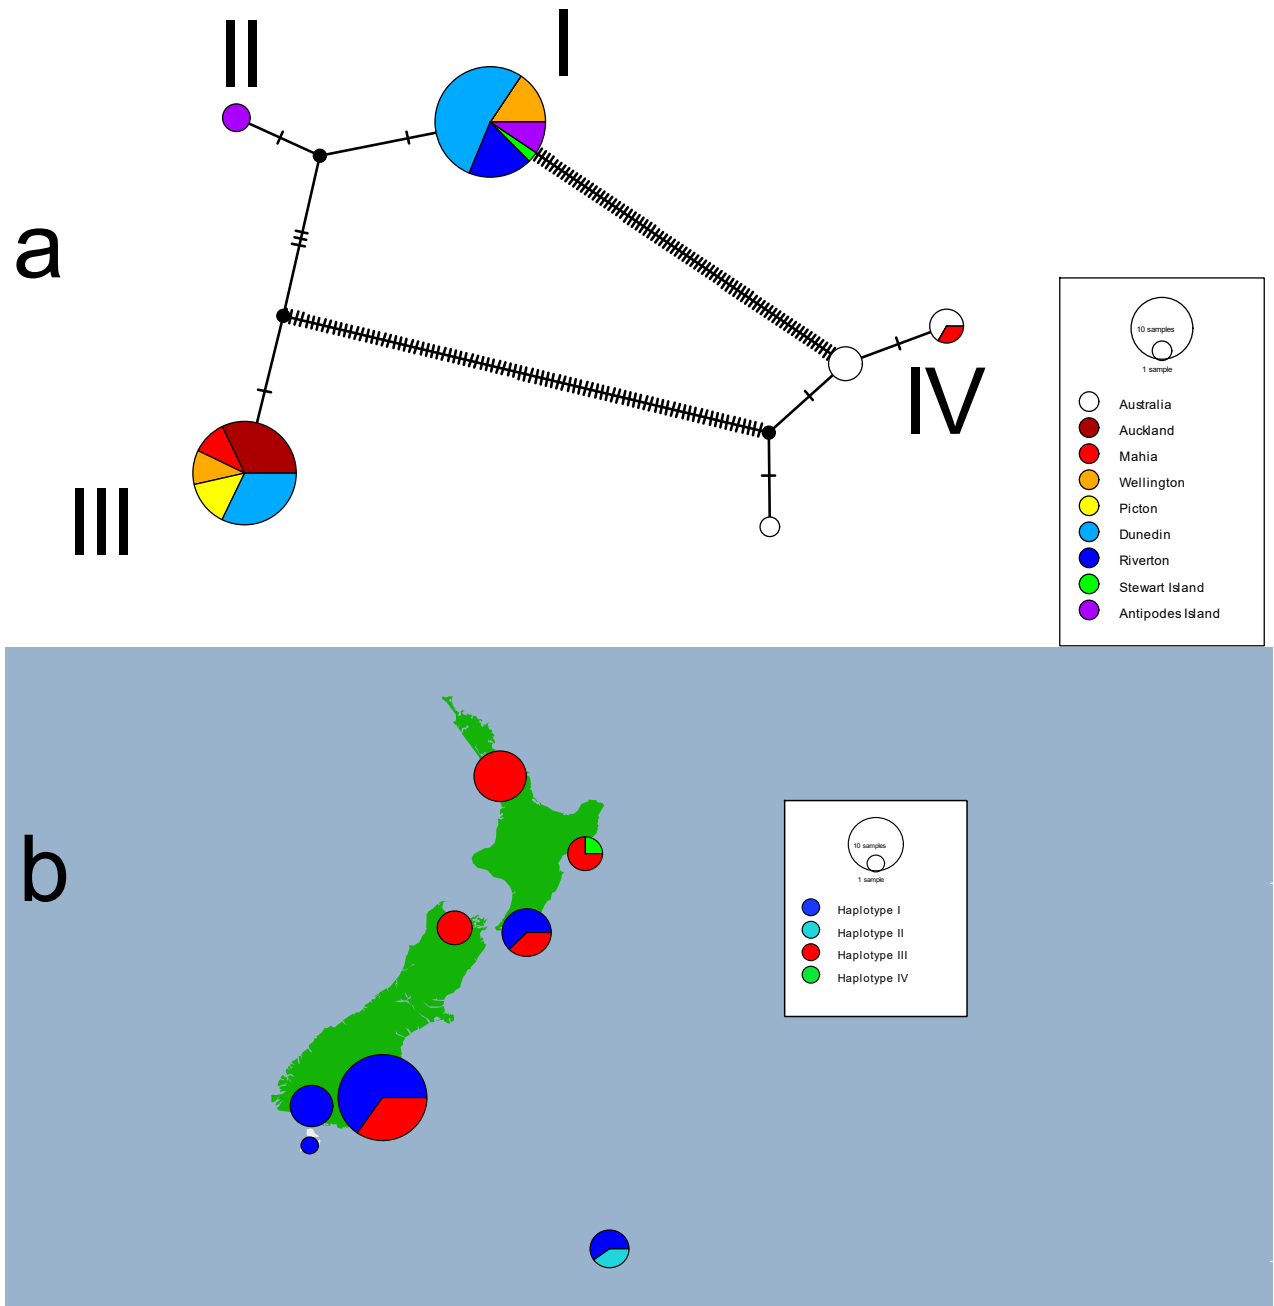 II
I
a
IV
III
10 samples
1 sample
Australia
Auckland
Mahia
Wellington
Picton
Dunedin
Riverton
Stewart Island
Antipodes Island
b
10 samples
1 sample
Haplotype I
Haplotype II
Haplotype III
Haplotype IV